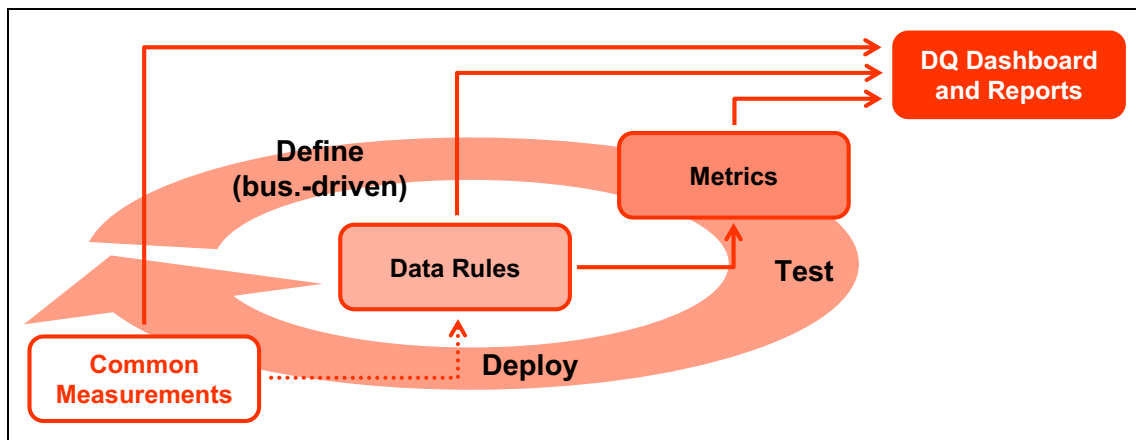 DQ Dashboard
and Reports
Define
(bus.-driven)
Metrics
Data Rules
Test
Deploy
Common
Measurements